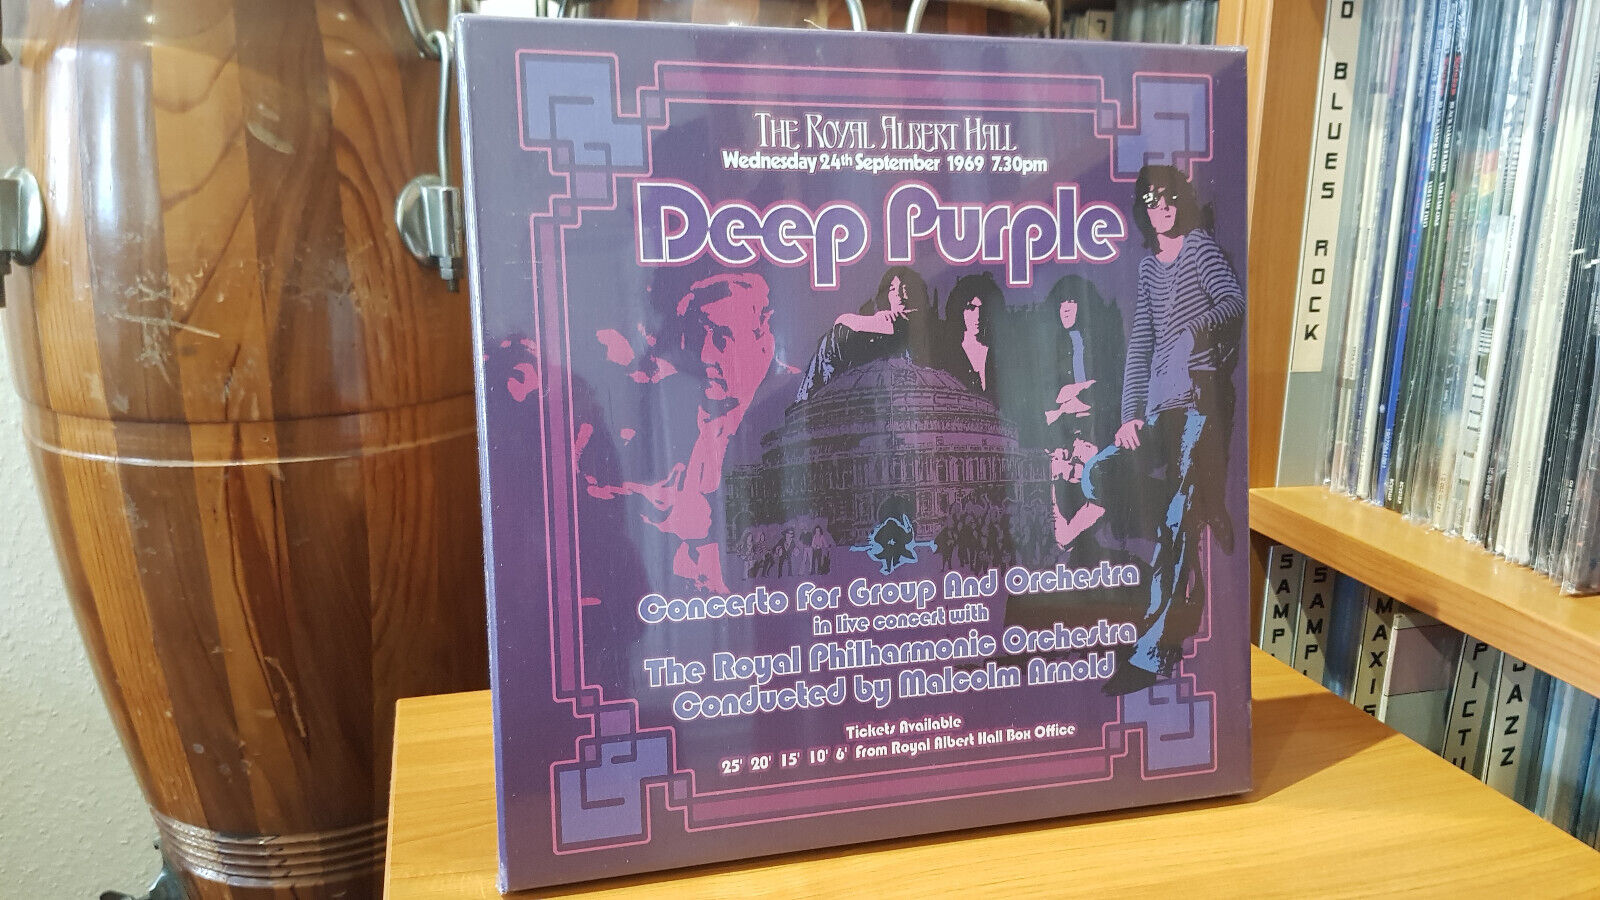 The Royal Albert Hall
Wednesday 24th September 1969 7.30pm
Deep Purple
Concerto For Group And Orchestra
in live concert with
The Royal Philharmonic Orchestra
Conducted by Malcolm Arnold
Tickets Available
25' 20' 15' 10' 6' From Royal Albert Hall Box Office
BLUES ROCK
SAMP
SAMP
MAXIS
PICTU
JAZZ